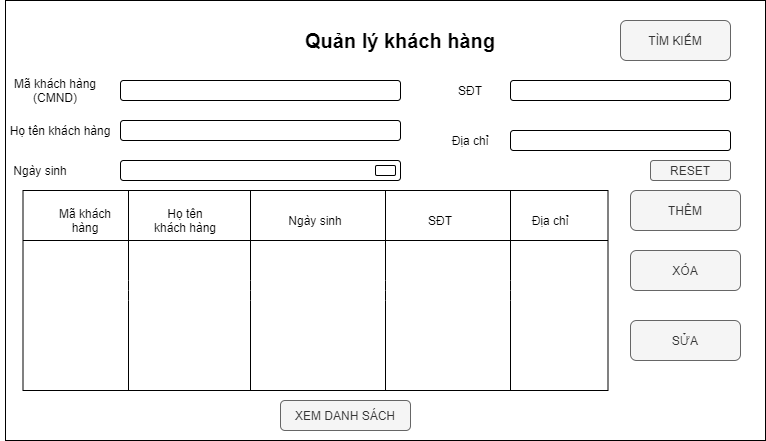 Quản lý khách hàng
TÌM KIẾM
Mã khách hàng
(CMND)
SĐT
Họ tên khách hàng
Địa chỉ
Ngày sinh
RESET
Mã khách
hàng
Họ tên
khách hàng
Ngày sinh
SĐT
Địa chỉ
THÊM
XÓA
SỬA
XEM DANH SÁCH